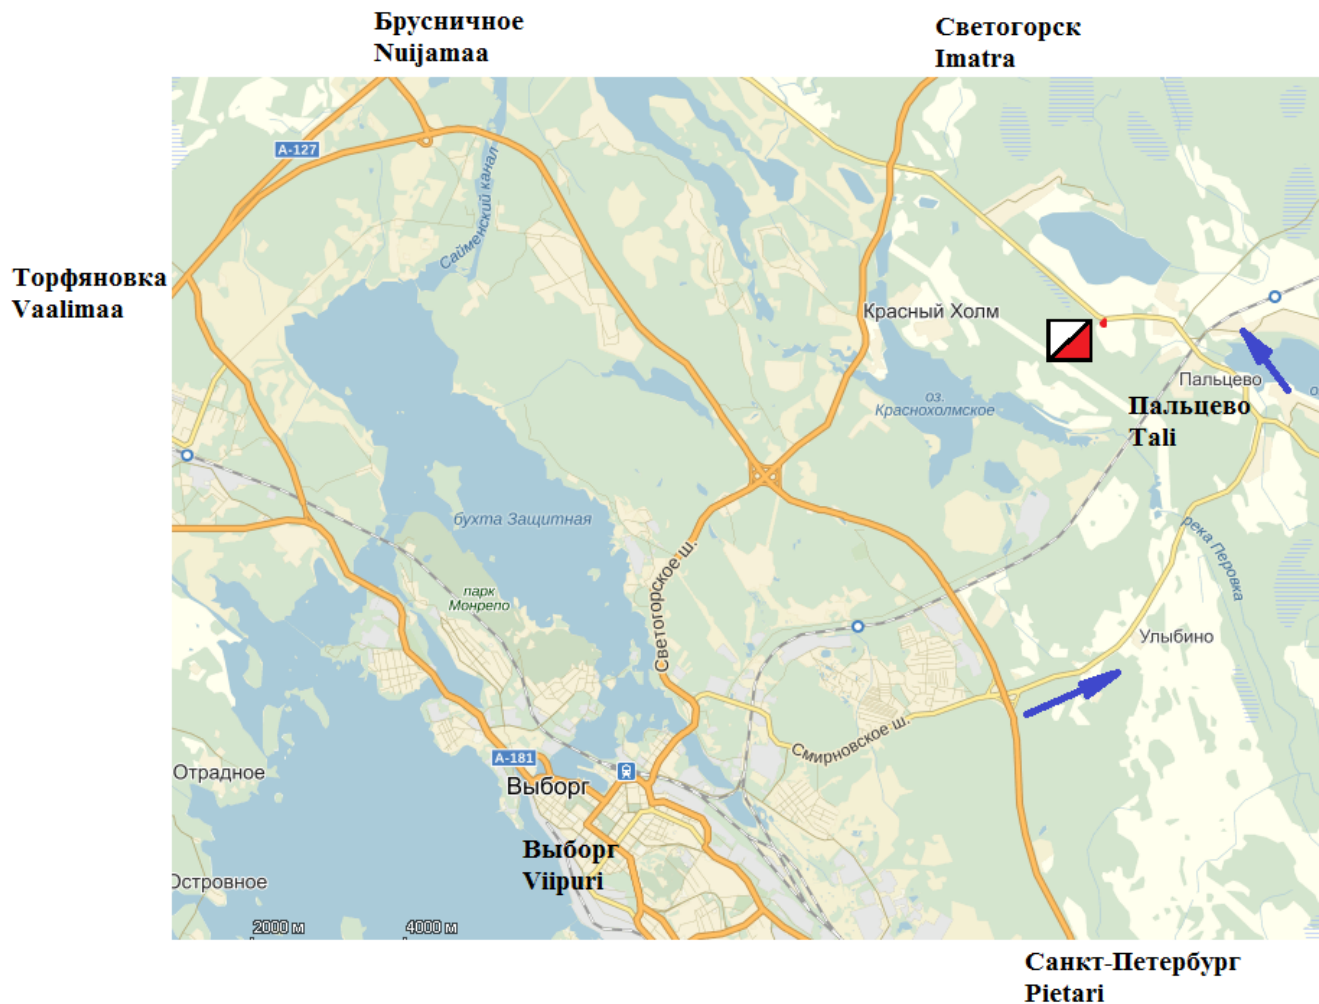 Брусничное
Nuijamaa
Светогорск
Imatra
А-127
Сайменский канал
Торфяновка
Vaalimaa
Красный Холм
Пальцево
о
Пальцево
Tali
оз.
Краснохолмское
бухта Защитная
река Перовка
парк
Монрепо
Светогорское ш.
Улыбино
Смирновское ш.
А-181
Отрадное
Выборг
Выборг
Viipuri
Островное
2000 м
4000 м
Санкт-Петербург
Pietari